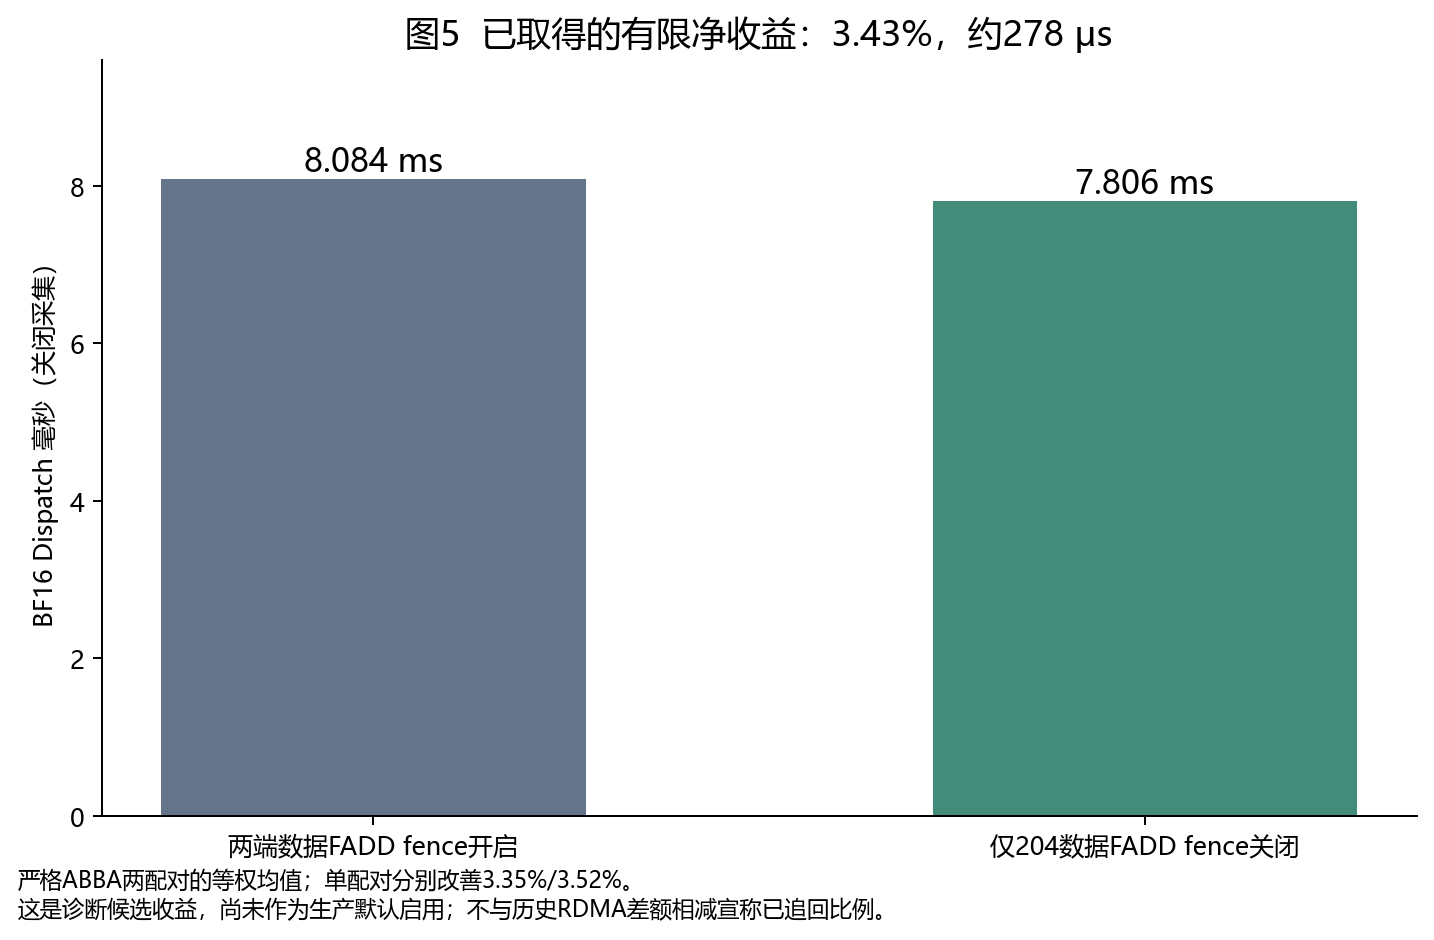 图5  已取得的有限净收益：3.43%，约278 μs
BF16 Dispatch 毫秒（关闭采集）
8
6
4
2
0
8.084 ms
7.806 ms
两端数据FADD fence开启
仅204数据FADD fence关闭
严格ABBA两配对的等权均值；单配对分别改善3.35%/3.52%。
这是诊断候选收益，尚未作为生产默认启用；不与历史RDMA差额相减宣称已追回比例。